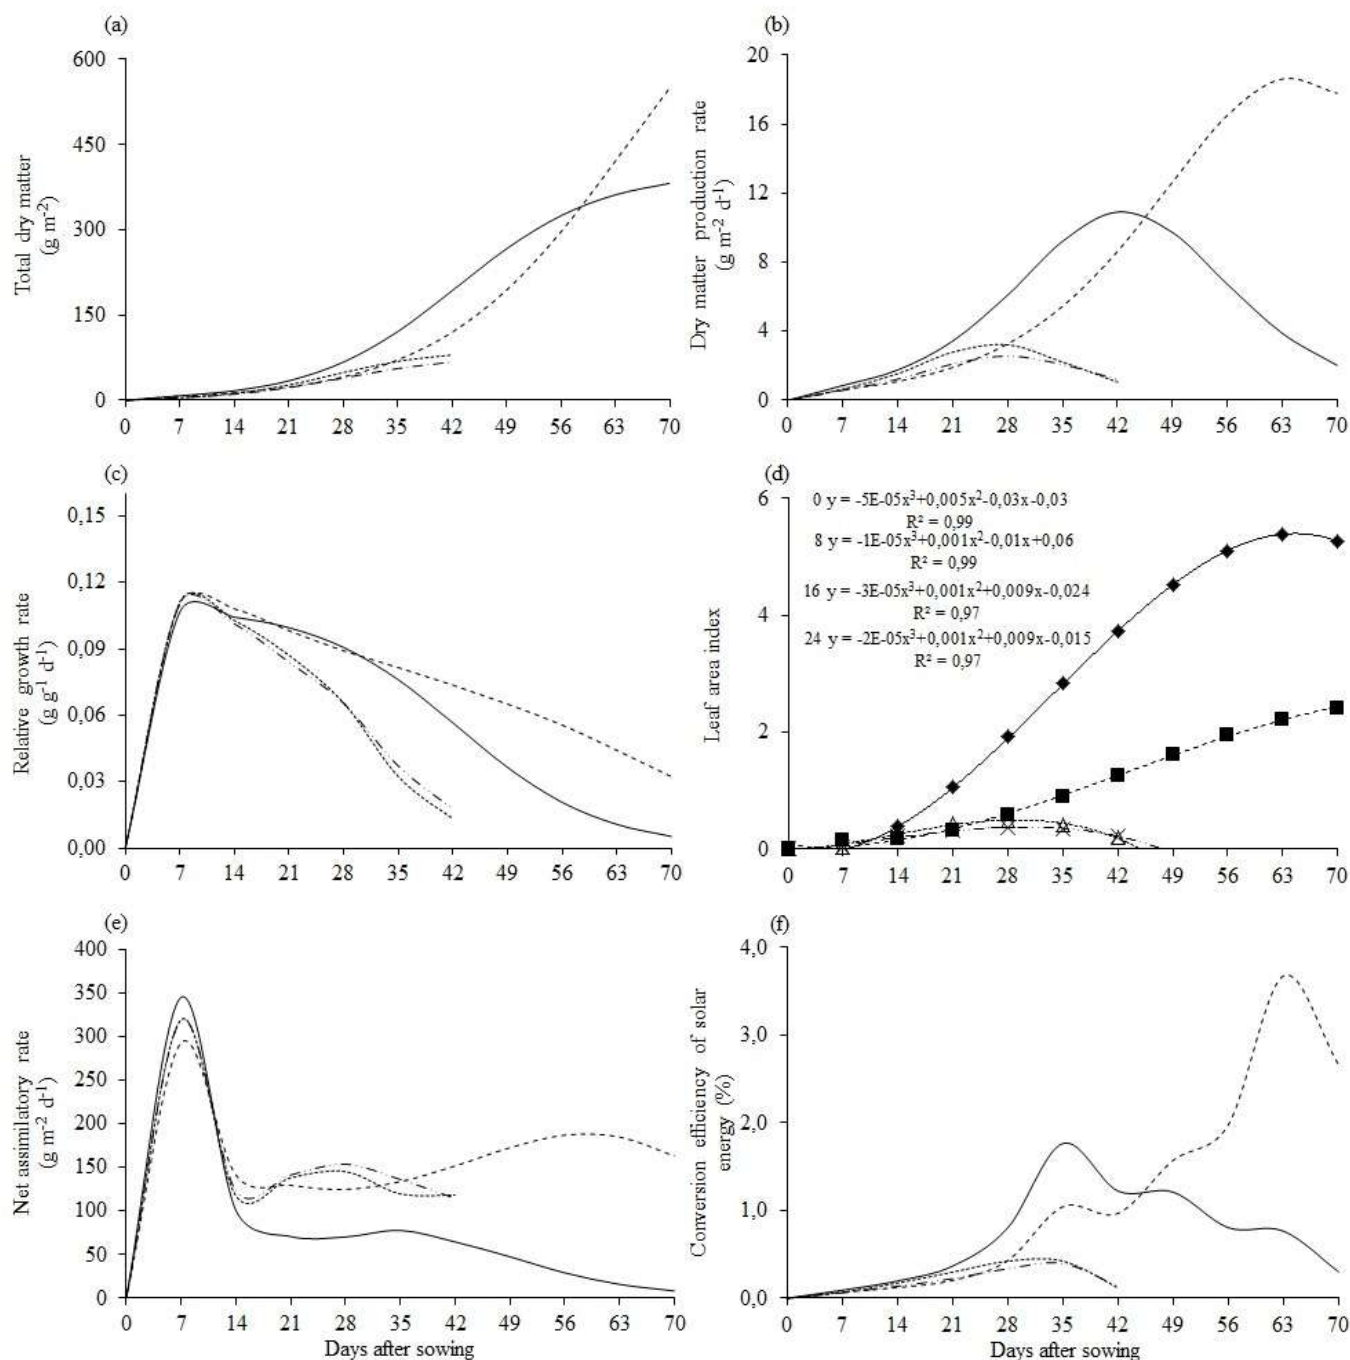 (a)
600
450
300
150
0
0 7 14 21 28 35 42 49 56 63 70
Total dry matter
(g m⁻²)
(b)
20
16
12
8
4
0
0 7 14 21 28 35 42 49 56 63 70
Dry matter production rate
(g m⁻² d⁻¹)
(c)
0,15
0,12
0,09
0,06
0,03
0,00
0 7 14 21 28 35 42 49 56 63 70
Relative growth rate
(g g⁻¹ d⁻¹)
(d)
6
4
2
0
0 7 14 21 28 35 42 49 56 63 70
Leaf area index
0 y = -5E-05x³+0,005x²-0,03x-0,03
R² = 0,99
8 y = -1E-05x³+0,001x²-0,01x+0,06
R² = 0,99
16 y = -3E-05x³+0,001x²+0,009x-0,024
R² = 0,97
24 y = -2E-05x³+0,001x²+0,009x-0,015
R² = 0,97
(e)
400
350
300
250
200
150
100
50
0
0 7 14 21 28 35 42 49 56 63 70
Net assimilatory rate
(g m⁻² d⁻¹)
Days after sowing
(f)
4,0
3,0
2,0
1,0
0,0
0 7 14 21 28 35 42 49 56 63 70
Conversion efficiency of solar
energy (%)
Days after sowing